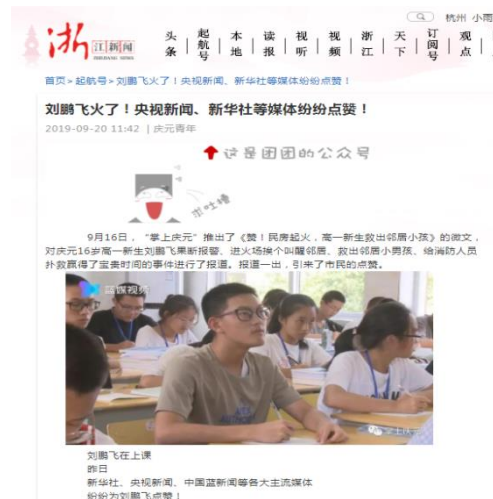 杭州 小雨
浙江新闻
ZHEJIANG NEWS
头条 | 起航号 | 本地 | 读报 | 视听 | 视频 | 浙江 | 天下 | 订阅号 | 观点
首页>起航号>刘鹏飞火了！央视新闻、新华社等媒体纷纷点赞！
刘鹏飞火了！央视新闻、新华社等媒体纷纷点赞！
2019-09-20 11:42 | 庆元青年
这是团团的公众号
浙吐槽
9月16日，“掌上庆元”推出了《赞！民房起火，高一新生救出邻居小孩》的微文，
对庆元16岁高一新生刘鹏飞果断报警、进火场挨个叫醒邻居、救出邻居小男孩、给消防人员
扑救赢得了宝贵时间的事件进行了报道。报道一出，引来了市民的点赞。
蓝媒视频
刘鹏飞在上课
昨日
新华社、央视新闻、中国蓝新闻等各大主流媒体
纷纷为刘鹏飞点赞！